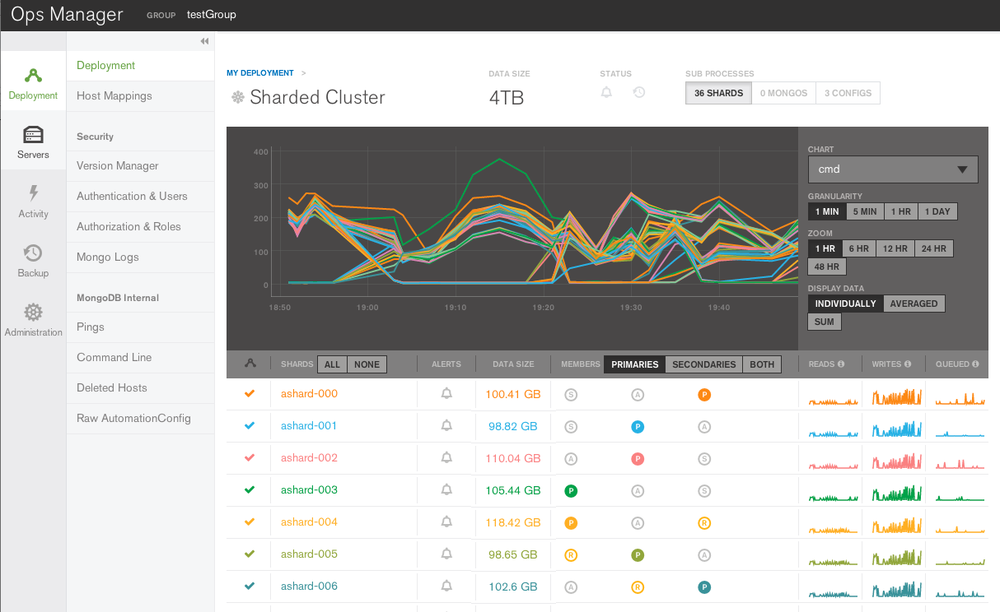 Ops Manager GROUP testGroup
Deployment
Servers
Activity
Backup
Administration
Deployment
Host Mappings
Security
Version Manager
Authentication & Users
Authorization & Roles
Mongo Logs
MongoDB Internal
Pings
Command Line
Deleted Hosts
Raw AutomationConfig
MY DEPLOYMENT >
Sharded Cluster
DATA SIZE
4TB
STATUS
SUB PROCESSES
36 SHARDS 0 MONGOS 3 CONFIGS
400
300
200
100
0
18:50 19:00 19:10 19:20 19:30 19:40
CHART
cmd
GRANULARITY
1 MIN 5 MIN 1 HR 1 DAY
ZOOM
1 HR 6 HR 12 HR 24 HR
48 HR
DISPLAY DATA
INDIVIDUALLY AVERAGED
SUM
SHARDS ALL NONE ALERTS DATA SIZE MEMBERS PRIMARIES SECONDARIES BOTH READS WRITES QUEUED
ashard-000 100.41 GB S A P
ashard-001 98.82 GB S P A
ashard-002 110.04 GB A P S
ashard-003 105.44 GB P A S
ashard-004 118.42 GB P A R
ashard-005 98.65 GB R P A
ashard-006 102.6 GB A R P